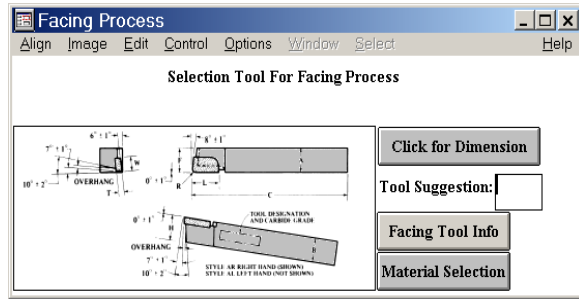 Facing Process
Align Image Edit Control Options Window Select Help
Selection Tool For Facing Process
6° ± 1°
7° ± 1°
8° ± 1°
W
F
A
10° ± 2°
OVERHANG
T
0° ± 1°
R
L
C
0° ± 1°
H
TOOL DESIGNATION
AND CARBIDE GRADE
OVERHANG
B
7° ± 1°
10° ± 2°
STYLE AR RIGHT HAND (SHOWN)
STYLE AL LEFT HAND (NOT SHOWN)
Click for Dimension
Tool Suggestion:
Facing Tool Info
Material Selection